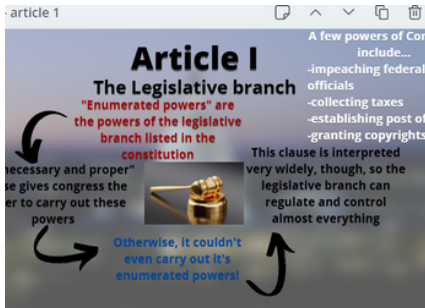 article 1
Article I
The Legislative branch
"Enumerated powers" are
the powers of the legislative
branch listed in the
constitution
A few powers of
include...
-impeaching federal
officials
-collecting taxes
-establishing post
-granting copyrights
necessary and proper"
gives congress the
to carry out these
powers
This clause is interpreted
very widely, though, so the
legislative branch can
regulate and control
almost everything
Otherwise, it couldn't
even carry out it's
enumerated powers!